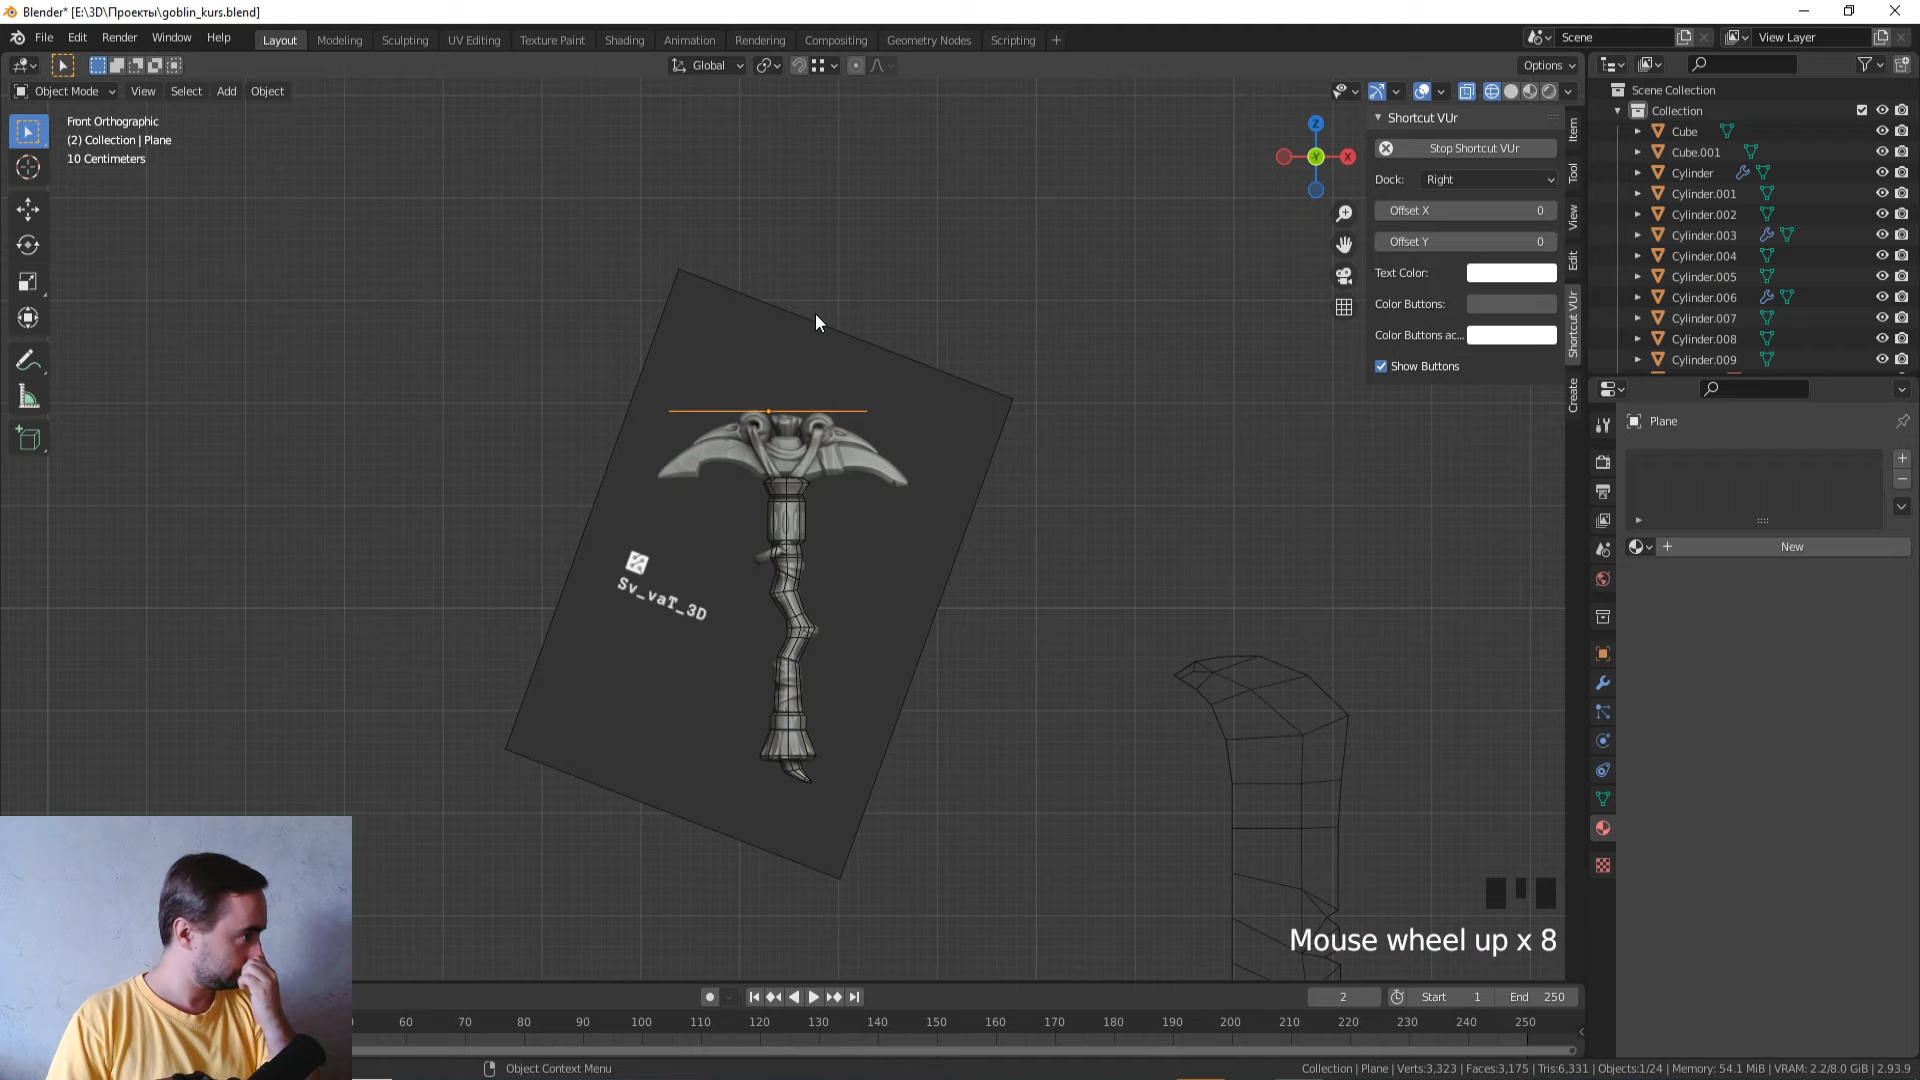 Blender* [E:\3D\Проекты\goblin_kurs.blend]
File Edit Render Window Help
Layout Modeling Sculpting UV Editing Texture Paint Shading Animation Rendering Compositing Geometry Nodes Scripting +
Scene
View Layer
Global
Options
Object Mode View Select Add Object
Front Orthographic
(2) Collection | Plane
10 Centimeters
Z
-Y
X
Shortcut VUr
Stop Shortcut VUr
Dock: Right
Offset X 0
Offset Y 0
Text Color:
Color Buttons:
Color Buttons ac...
Show Buttons
Item
Tool
View
Edit
Shortcut VUr
Create
Scene Collection
Collection
Cube
Cube.001
Cylinder
Cylinder.001
Cylinder.002
Cylinder.003
Cylinder.004
Cylinder.005
Cylinder.006
Cylinder.007
Cylinder.008
Cylinder.009
Plane
+ New
Sv_vaT_3D
Mouse wheel up x 8
2 Start 1 End 250
60 70 80 90 100 110 120 130 140 150 160 170 180 190 200 210 220 230 240 250
Object Context Menu
Collection | Plane | Verts:3,323 | Faces:3,175 | Tris:6,331 | Objects:1/24 | Memory: 54.1 MiB | VRAM: 2.2/8.0 GiB | 2.93.9